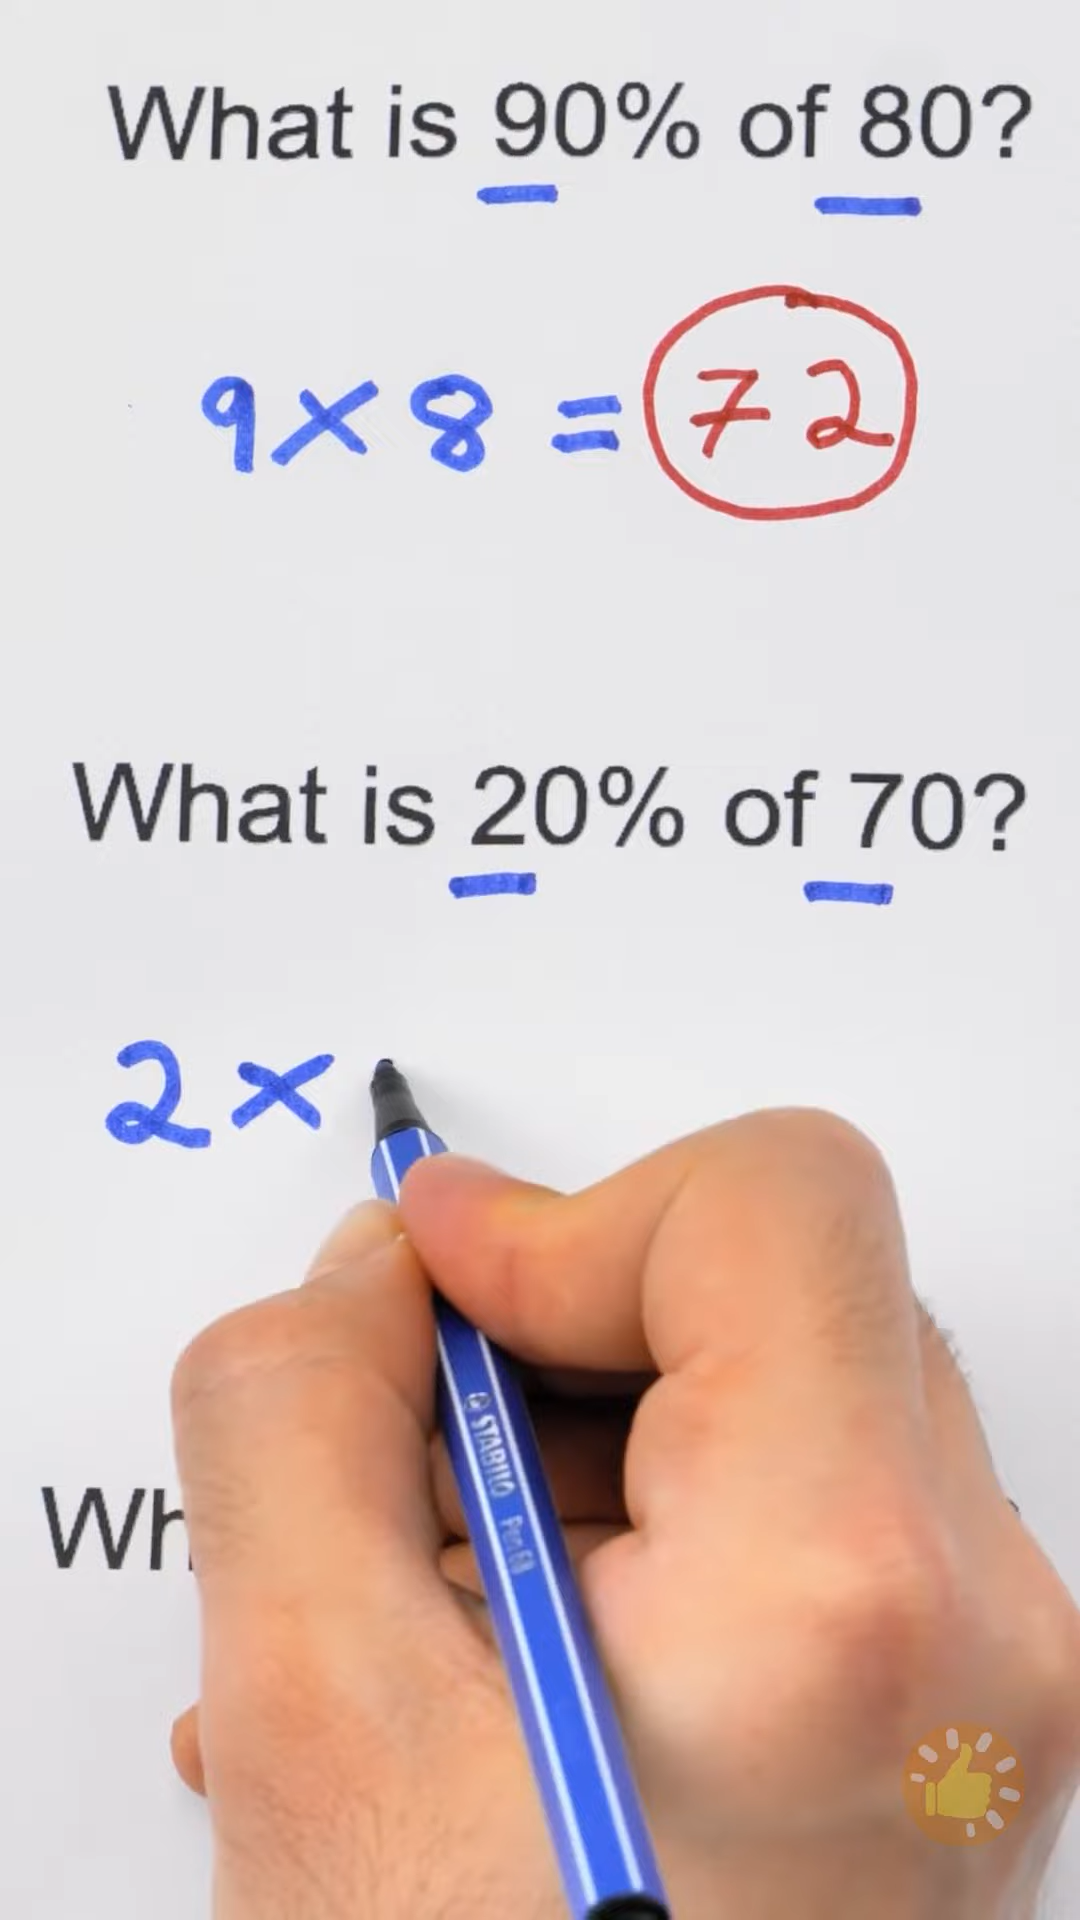 What is 90% of 80?
9 × 8 = 72
What is 20% of 70?
2 ×
STABILO Pen 68